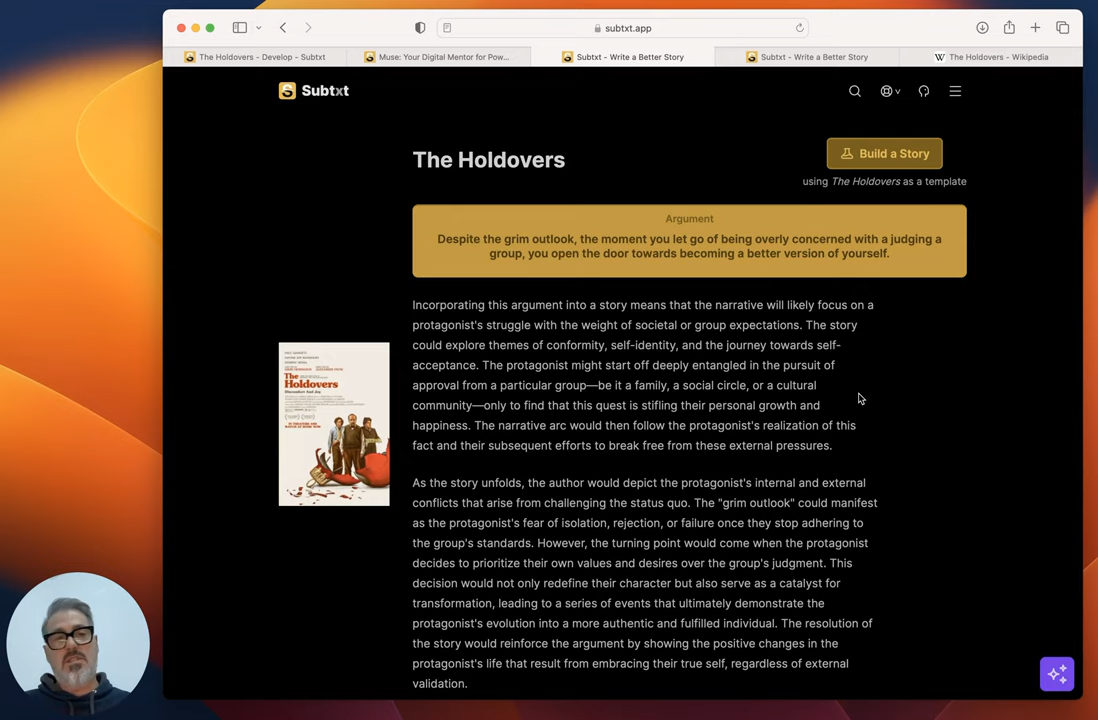 subtxt.app
The Holdovers - Develop - Subtxt
Muse: Your Digital Mentor for Pow...
Subtxt - Write a Better Story
Subtxt - Write a Better Story
W The Holdovers - Wikipedia
Subtxt
The Holdovers
Build a Story
using The Holdovers as a template
Argument
Despite the grim outlook, the moment you let go of being overly concerned with a judging a
group, you open the door towards becoming a better version of yourself.
Incorporating this argument into a story means that the narrative will likely focus on a
protagonist's struggle with the weight of societal or group expectations. The story
could explore themes of conformity, self-identity, and the journey towards self-
acceptance. The protagonist might start off deeply entangled in the pursuit of
approval from a particular group—be it a family, a social circle, or a cultural
community—only to find that this quest is stifling their personal growth and
happiness. The narrative arc would then follow the protagonist's realization of this
fact and their subsequent efforts to break free from these external pressures.
The
Holdovers
As the story unfolds, the author would depict the protagonist's internal and external
conflicts that arise from challenging the status quo. The "grim outlook" could manifest
as the protagonist's fear of isolation, rejection, or failure once they stop adhering to
the group's standards. However, the turning point would come when the protagonist
decides to prioritize their own values and desires over the group's judgment. This
decision would not only redefine their character but also serve as a catalyst for
transformation, leading to a series of events that ultimately demonstrate the
protagonist's evolution into a more authentic and fulfilled individual. The resolution of
the story would reinforce the argument by showing the positive changes in the
protagonist's life that result from embracing their true self, regardless of external
validation.